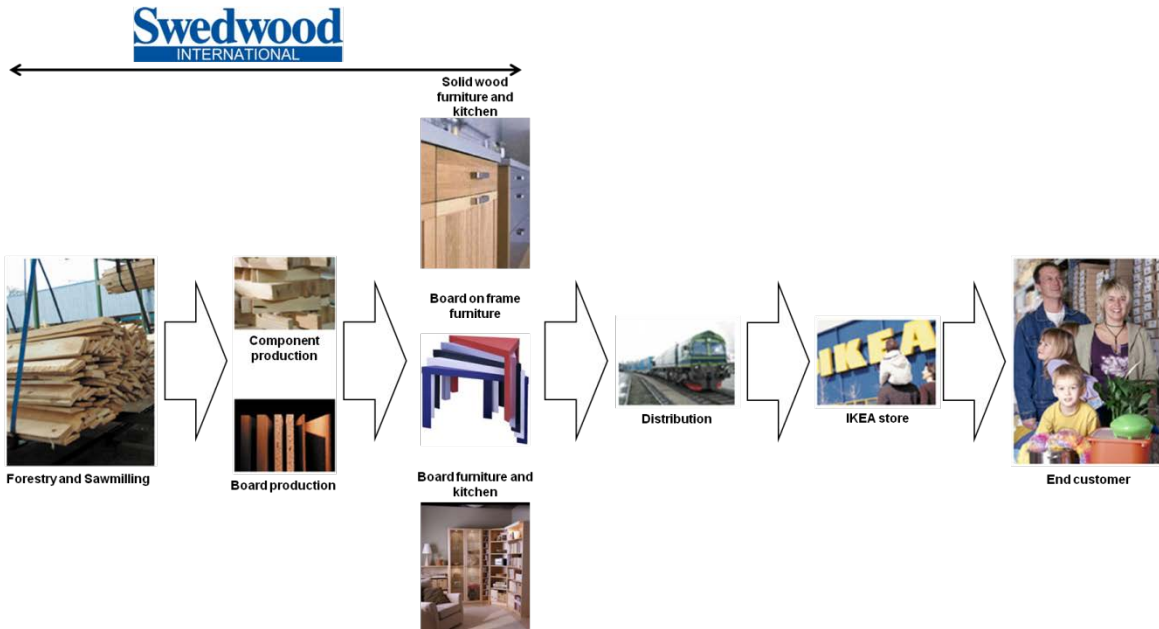 Swedwood
INTERNATIONAL
Solid wood
furniture and
kitchen
Forestry and Sawmilling
Component
production
Board production
Board on frame
furniture
Board furniture and
kitchen
Distribution
IKEA
IKEA store
End customer